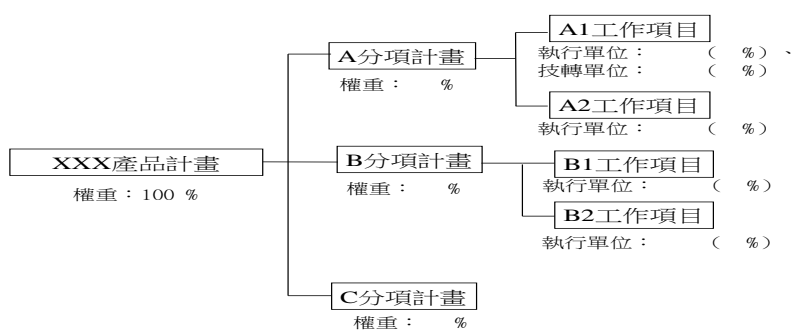 A1工作項目
執行單位：　　　（　%）、
技轉單位：　　　（　%）
A分項計畫
權重：　%
A2工作項目
執行單位：　　　（　%）
XXX產品計畫
權重：100 %
B分項計畫
權重：　%
B1工作項目
執行單位：　　　（　%）
B2工作項目
執行單位：　　　（　%）
C分項計畫
權重：　%